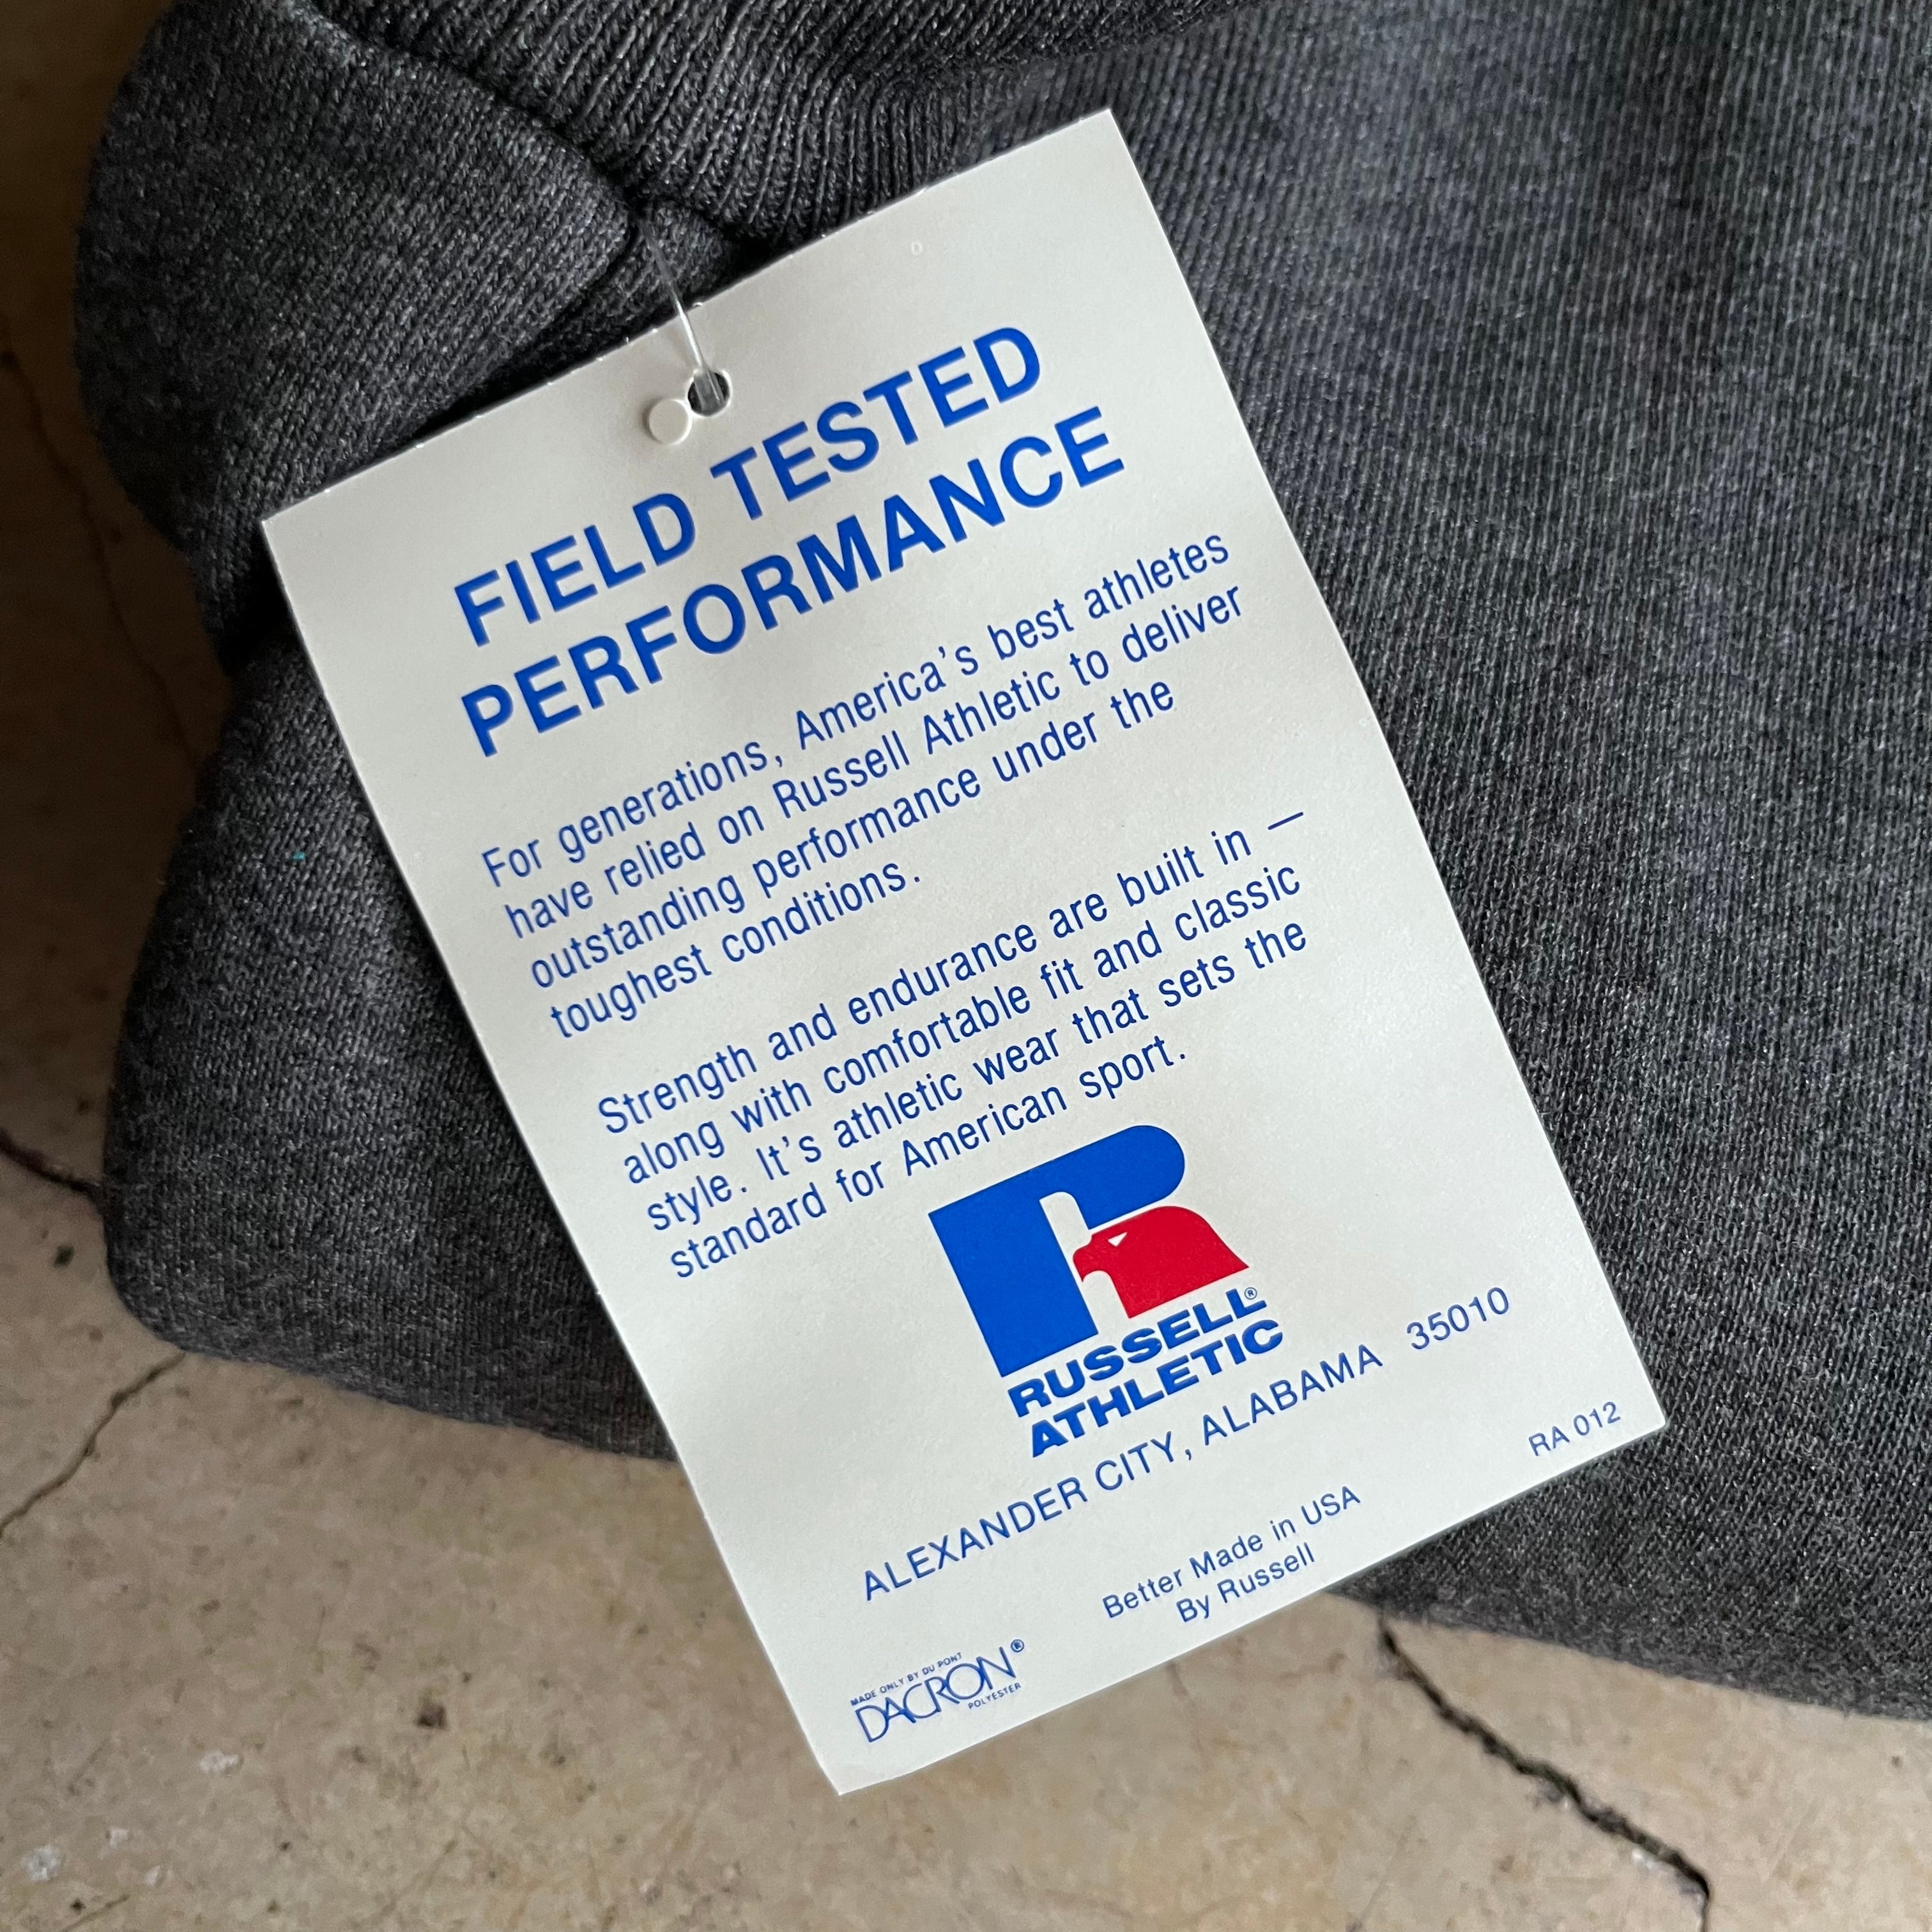 FIELD TESTED
PERFORMANCE
For generations, America's best athletes
have relied on Russell Athletic to deliver
outstanding performance under the
toughest conditions.
Strength and endurance are built in —
along with comfortable fit and classic
style. It's athletic wear that sets the
standard for American sport.
RUSSELL®
ATHLETIC
ALEXANDER CITY, ALABAMA 35010
RA 012
Better Made in USA
By Russell
MADE ONLY BY DU PONT
DACRON®
POLYESTER